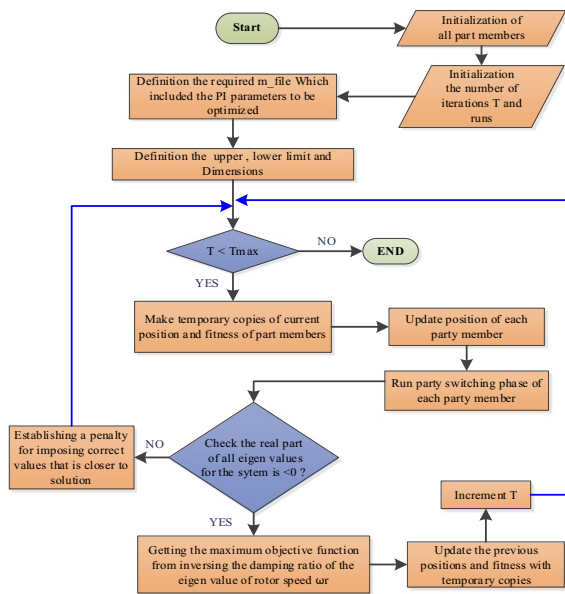 Start
Initialization of
all part members
Initialization
the number of
iterations T and
runs
Definition the required m_file Which
included the PI parameters to be
optimized
Definition the upper , lower limit and
Dimensions
T < Tmax
NO
END
YES
Make temporary copies of current
position and fitness of part members
Update position of each
party member
Run party switching phase of
each party member
Check the real part
of all eigen values
for the sytem is <0 ?
NO
Establishing a penalty
for imposing correct
values that is closer to
solution
YES
Getting the maximum objective function
from inversing the damping ratio of the
eigen value of rotor speed ωr
Update the previous
positions and fitness with
temporary copies
Increment T